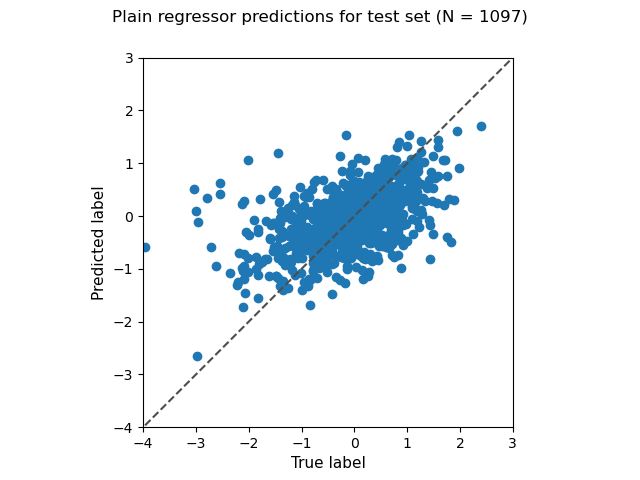 Plain regressor predictions for test set (N = 1097)
3
2
1
0
−1
−2
−3
−4
Predicted label
−4 −3 −2 −1 0 1 2 3
True label